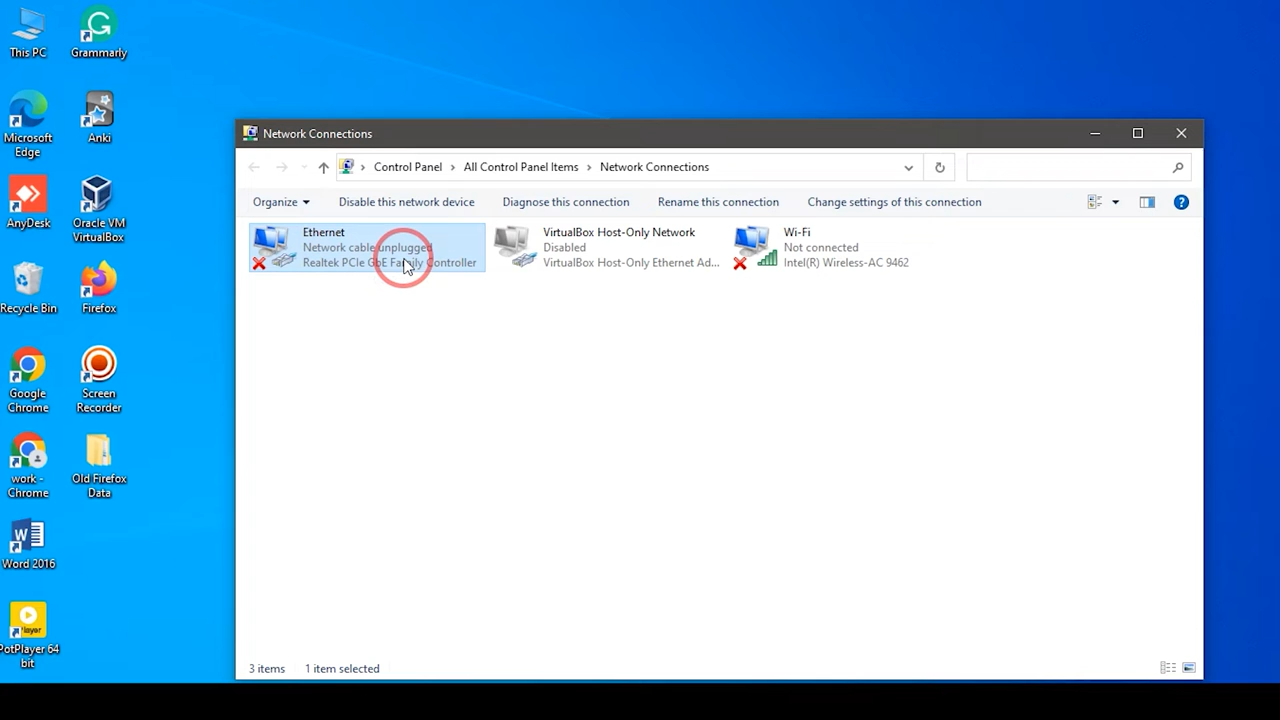 This PC
Grammarly
Microsoft
Edge
Anki
AnyDesk
Oracle VM
VirtualBox
Recycle Bin
Firefox
Google
Chrome
Screen
Recorder
work -
Chrome
Old Firefox
Data
Word 2016
Player
PotPlayer 64
bit
Network Connections
Control Panel > All Control Panel Items > Network Connections
Organize Disable this network device Diagnose this connection Rename this connection Change settings of this connection
Ethernet
Network cable unplugged
Realtek PCIe GbE Family Controller
VirtualBox Host-Only Network
Disabled
VirtualBox Host-Only Ethernet Ad...
Wi-Fi
Not connected
Intel(R) Wireless-AC 9462
3 items 1 item selected